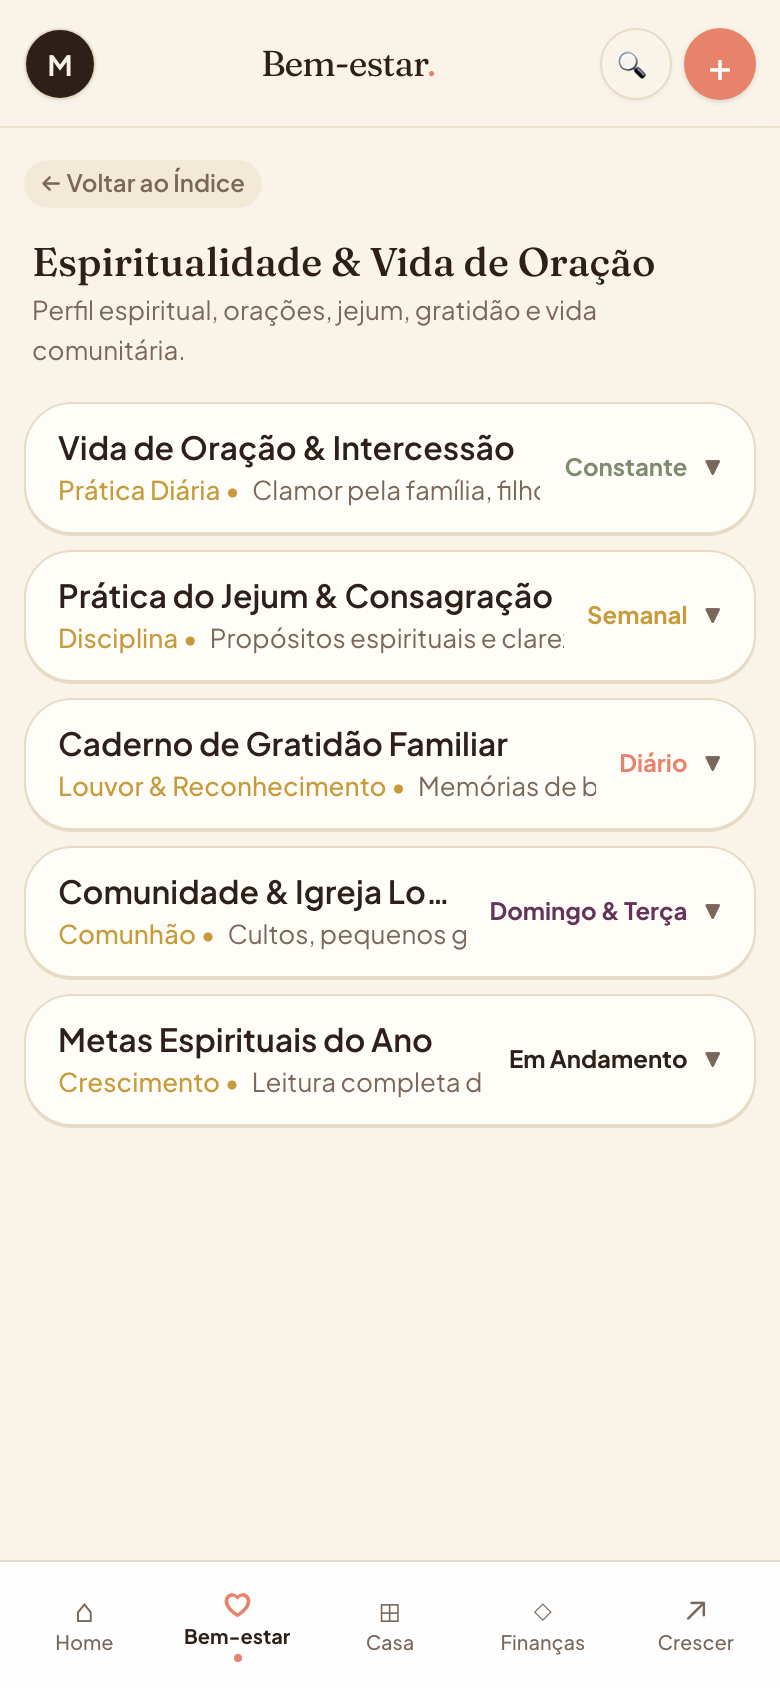 M
Bem-estar.
+
← Voltar ao Índice
Espiritualidade & Vida de Oração
Perfil espiritual, orações, jejum, gratidão e vida
comunitária.
Vida de Oração & Intercessão
Prática Diária • Clamor pela família, filho
Constante ▼
Prática do Jejum & Consagração
Disciplina • Propósitos espirituais e clare
Semanal ▼
Caderno de Gratidão Familiar
Louvor & Reconhecimento • Memórias de b
Diário ▼
Comunidade & Igreja Lo...
Comunhão • Cultos, pequenos g
Domingo & Terça ▼
Metas Espirituais do Ano
Crescimento • Leitura completa d
Em Andamento ▼
Home
Bem-estar
Casa
Finanças
Crescer